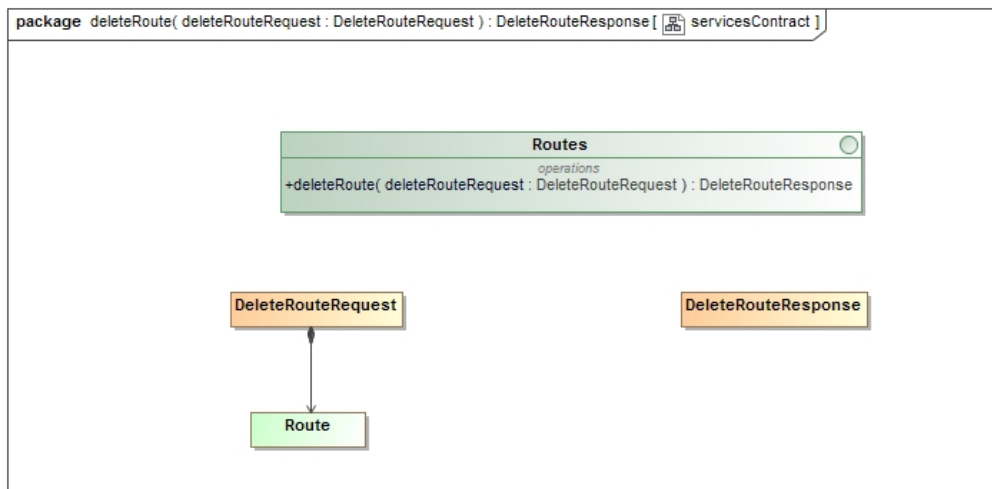 package deleteRoute( deleteRouteRequest : DeleteRouteRequest ) : DeleteRouteResponse [ servicesContract ]
Routes
operations
+deleteRoute( deleteRouteRequest : DeleteRouteRequest ) : DeleteRouteResponse
DeleteRouteRequest
DeleteRouteResponse
Route